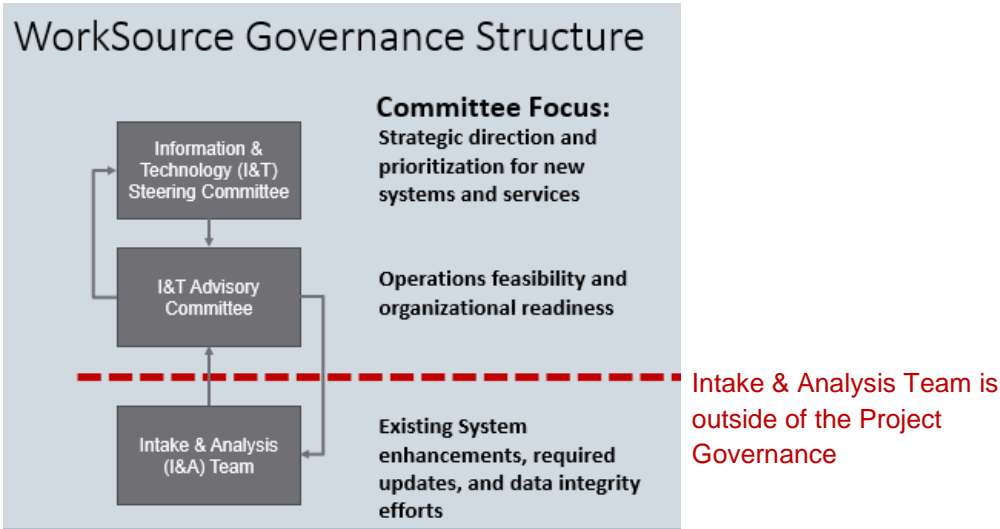 WorkSource Governance Structure
Committee Focus:
Information &
Technology (I&T)
Steering Committee
Strategic direction and
prioritization for new
systems and services
I&T Advisory
Committee
Operations feasibility and
organizational readiness
Intake & Analysis
(I&A) Team
Existing System
enhancements, required
updates, and data integrity
efforts
Intake & Analysis Team is
outside of the Project
Governance